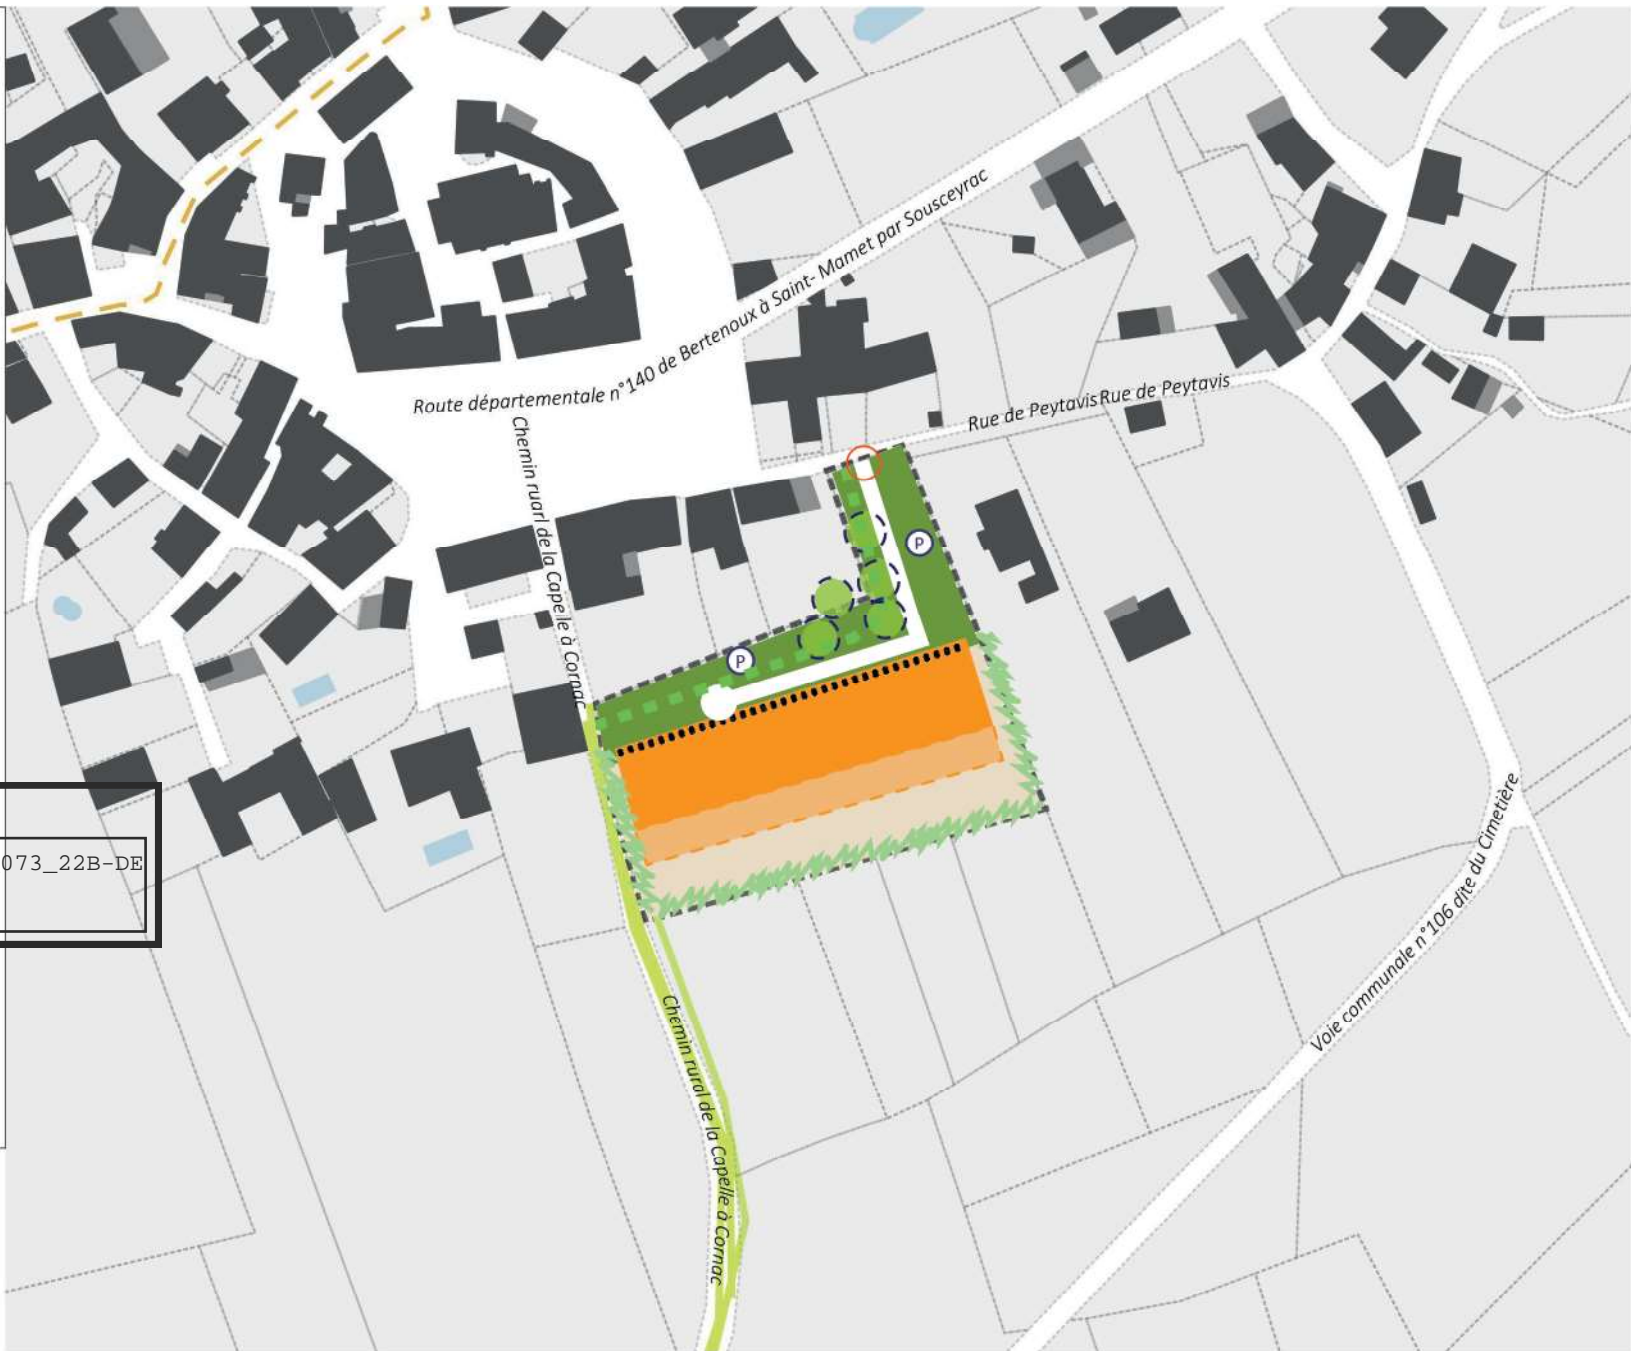 Route départementale n°140 de Bertenoux à Saint- Mamet par Sousceyrac
Rue de Peytavis Rue de Peytavis
Chemin ruarl de la Capelle à Cornac
P
P
073_22B-DE
Voie communale n°106 dite du Cimetière
Chemin rural de la Capelle à Cornac